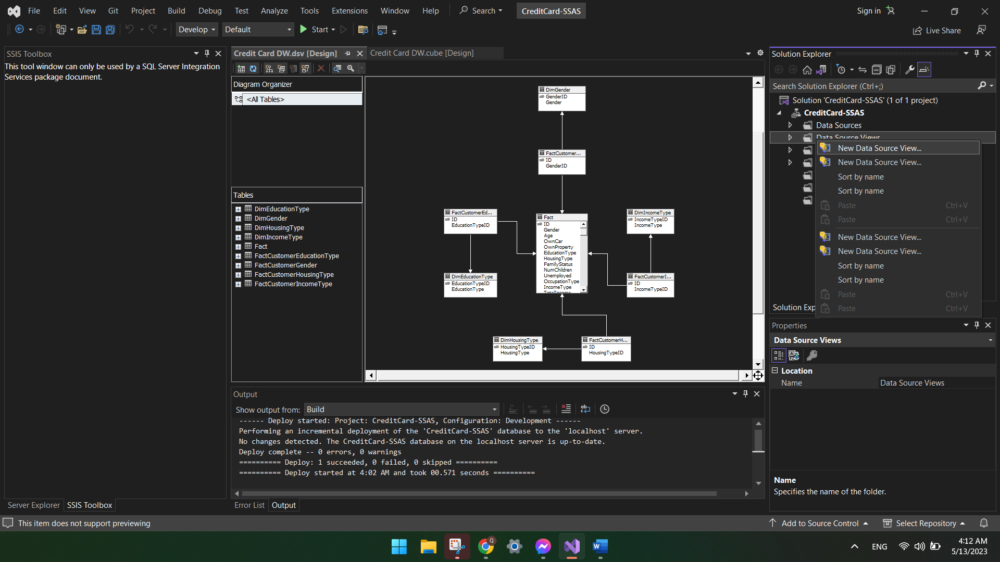 File Edit View Git Project Build Debug Test Analyze Tools Extensions Window Help Search CreditCard-SSAS Sign in
Develop Default Start Live Share
SSIS Toolbox
This tool window can only be used by a SQL Server Integration
Services package document.
Server Explorer SSIS Toolbox
Credit Card DW.dsv [Design] Credit Card DW.cube [Design]
Diagram Organizer
<All Tables>
Tables
DimEducationType
DimGender
DimHousingType
DimIncomeType
Fact
FactCustomerEducationType
FactCustomerGender
FactCustomerHousingType
FactCustomerIncomeType
DimGender
GenderID
Gender
FactCustomer...
ID
GenderID
FactCustomerEd...
ID
EducationTypeID
Fact
ID
Gender
Age
OwnCar
OwnProperty
EducationType
HousingType
FamilyStatus
NumChildren
Unemployed
OccupationType
IncomeType
TotalIncome
DimIncomeType
IncomeTypeID
IncomeType
DimEducationType
EducationTypeID
EducationType
FactCustomerI...
ID
IncomeTypeID
DimHousingType
HousingTypeID
HousingType
FactCustomerH...
ID
HousingTypeID
Output
Show output from: Build
------ Deploy started: Project: CreditCard-SSAS, Configuration: Development ------
Performing an incremental deployment of the 'CreditCard-SSAS' database to the 'localhost' server.
No changes detected. The CreditCard-SSAS database on the localhost server is up-to-date.
Deploy complete -- 0 errors, 0 warnings
========== Deploy: 1 succeeded, 0 failed, 0 skipped ==========
========== Deploy started at 4:02 AM and took 00.571 seconds ==========
Error List Output
Solution Explorer
Search Solution Explorer (Ctrl+;)
Solution 'CreditCard-SSAS' (1 of 1 project)
CreditCard-SSAS
Data Sources
Data Source Views
New Data Source View...
New Data Source View...
Sort by name
Sort by name
Paste Ctrl+V
Paste Ctrl+V
New Data Source View...
New Data Source View...
Sort by name
Sort by name
Paste Ctrl+V
Paste Ctrl+V
Solution Exp
Properties
Data Source Views
Location
Name Data Source Views
Name
Specifies the name of the folder.
This item does not support previewing Add to Source Control Select Repository
ENG 4:12 AM
5/13/2023